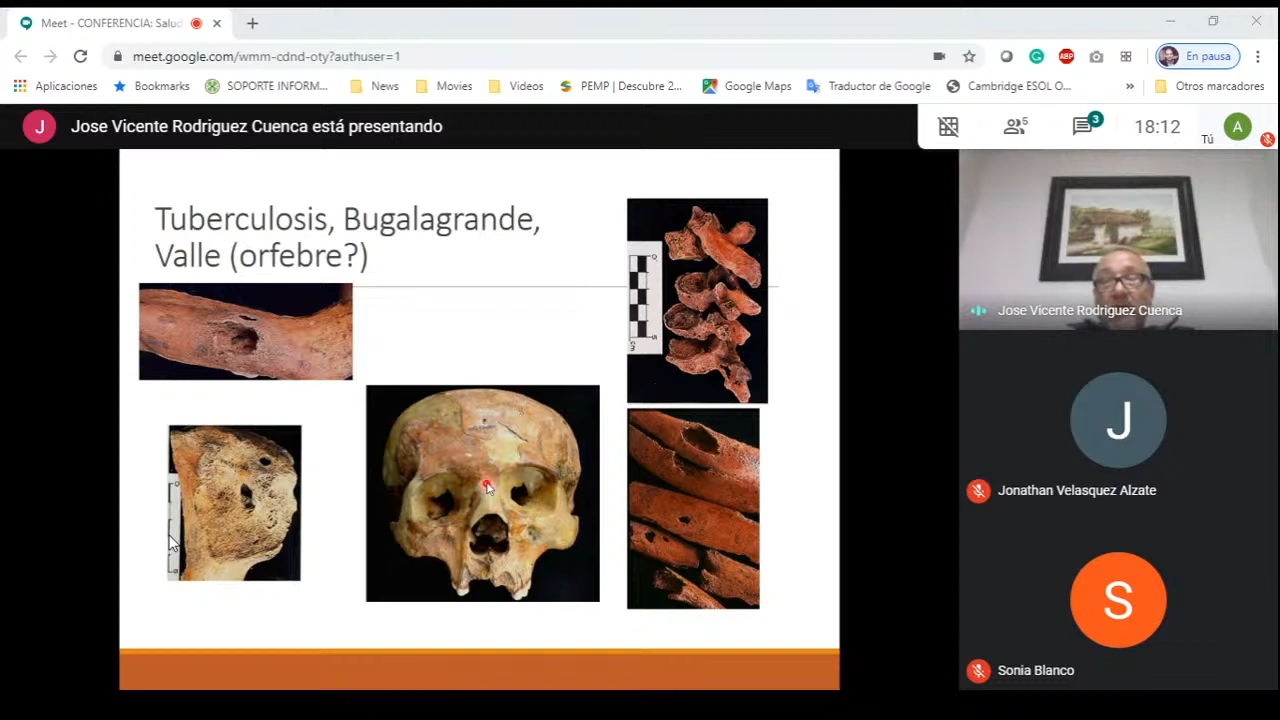 Meet - CONFERENCIA: Salud
meet.google.com/wmm-cdnd-oty?authuser=1
En pausa
Aplicaciones
Bookmarks
SOPORTE INFORM...
News
Movies
Videos
PEMP | Descubre 2...
Google Maps
Traductor de Google
Cambridge ESOL O...
»
Otros marcadores
ABP
J
Jose Vicente Rodriguez Cuenca está presentando
5
3
18:12
Tú
A
Tuberculosis, Bugalagrande,
Valle (orfebre?)
Jose Vicente Rodriguez Cuenca
J
Jonathan Velasquez Alzate
S
Sonia Blanco